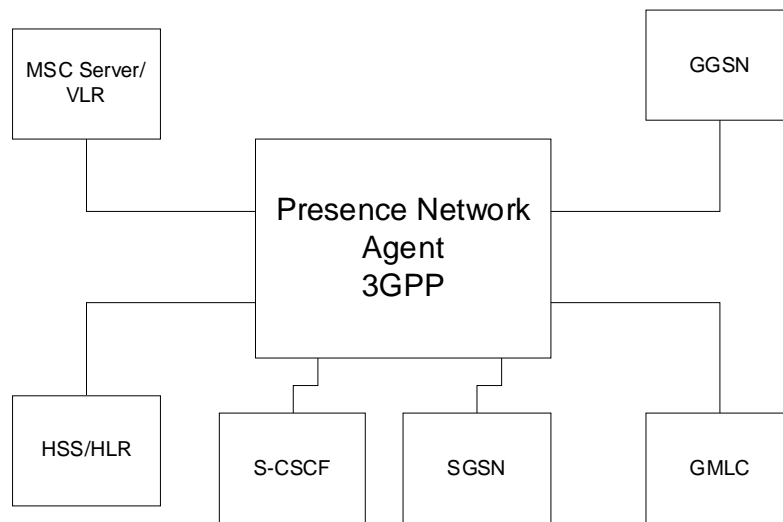 MSC Server/
VLR
GGSN
Presence Network
Agent
3GPP
HSS/HLR
S-CSCF
SGSN
GMLC